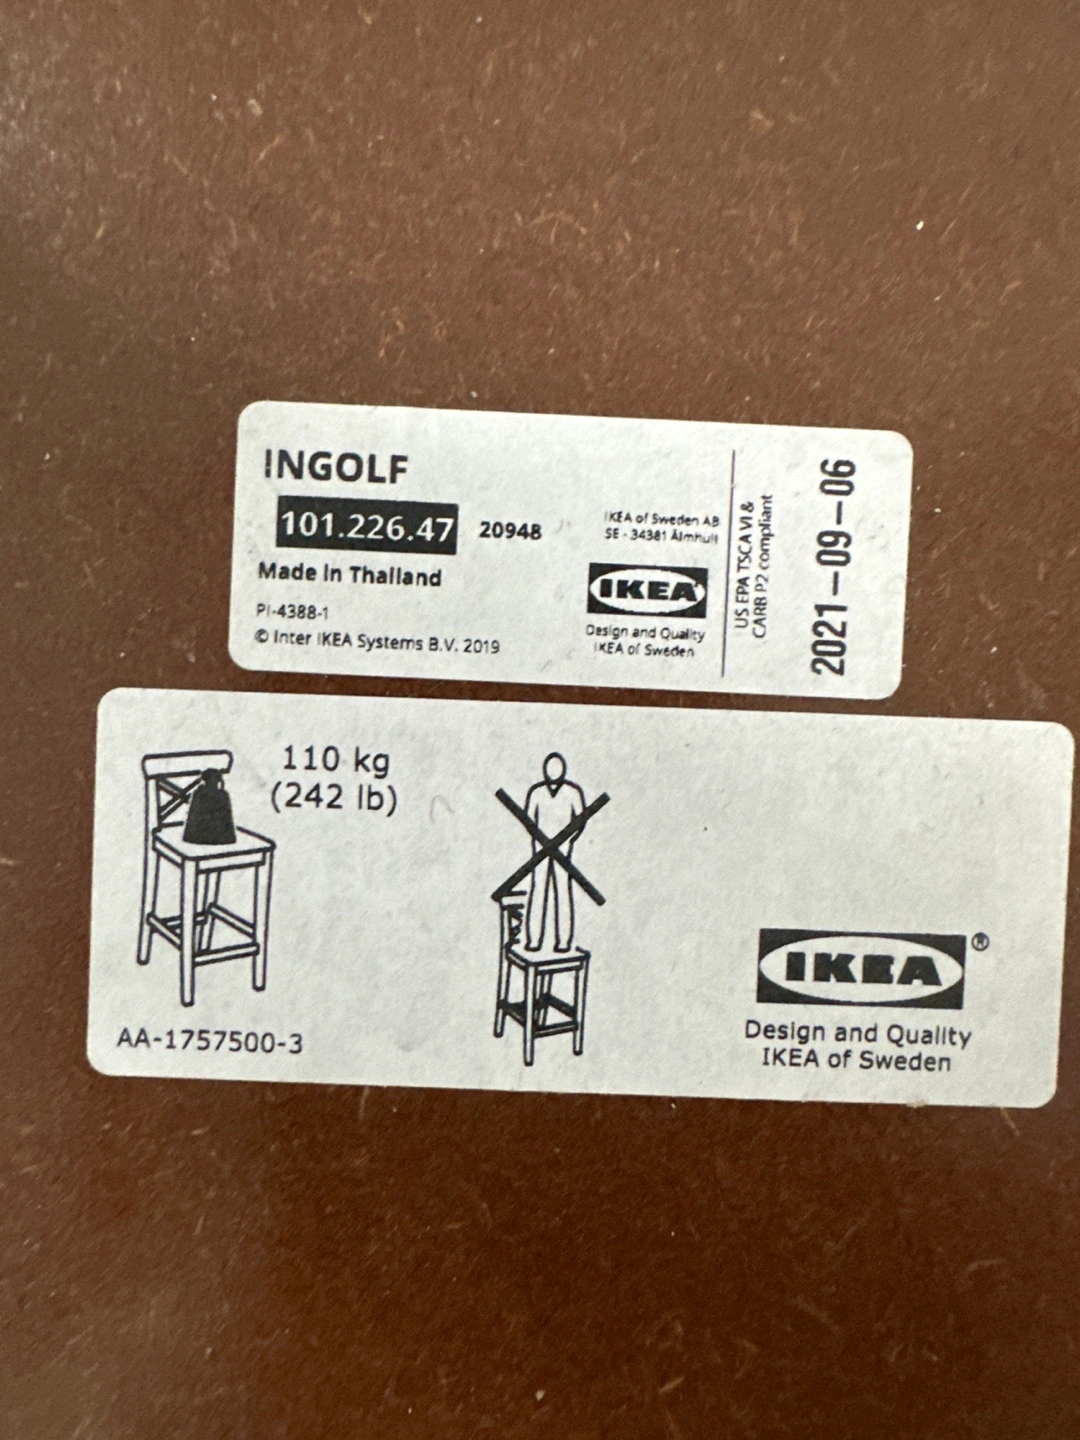 INGOLF
101.226.47 20948
Made in Thailand
PI-4388-1
© Inter IKEA Systems B.V. 2019
IKEA of Sweden AB
SE - 34381 Älmhult
IKEA
Design and Quality
IKEA of Sweden
US EPA TSCA VI &
CARB P2 compliant
2021-09-06
110 kg
(242 lb)
AA-1757500-3
IKEA®
Design and Quality
IKEA of Sweden